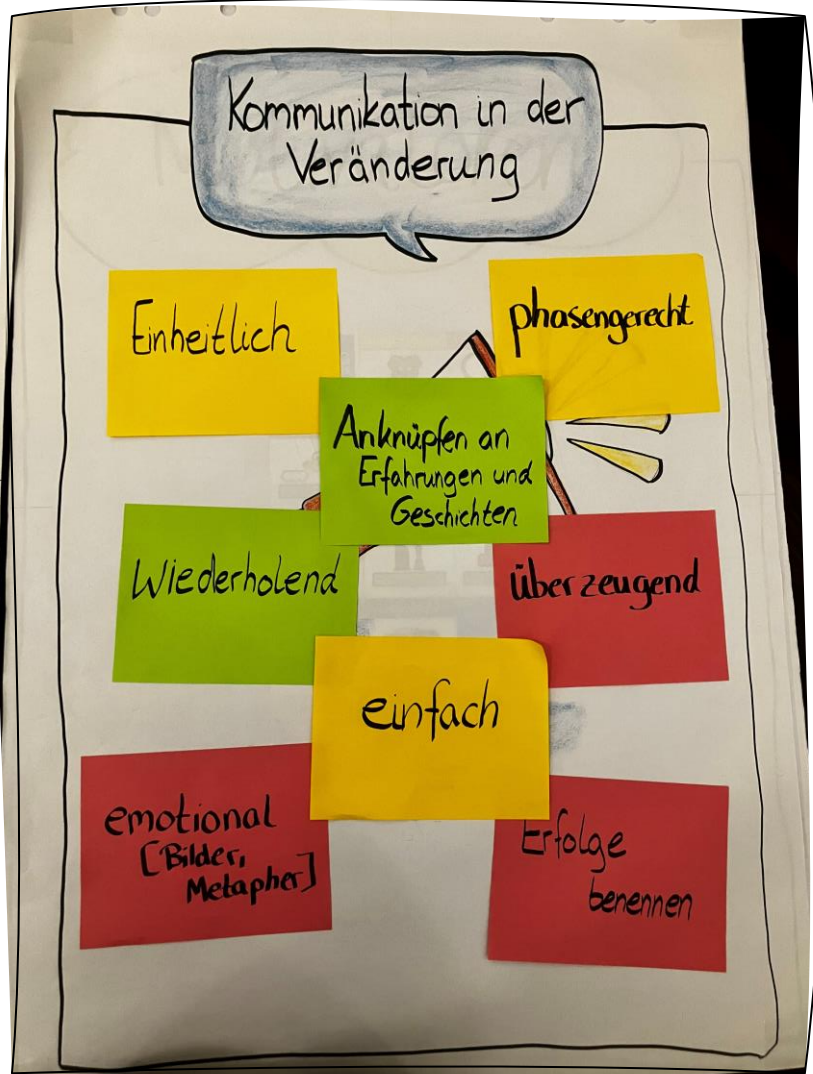 Kommunikation in der
Veränderung
Einheitlich
phasengerecht
Anknüpfen an
Erfahrungen und
Geschichten
Wiederholend
überzeugend
einfach
emotional
[Bilder,
Metapher]
Erfolge
benennen